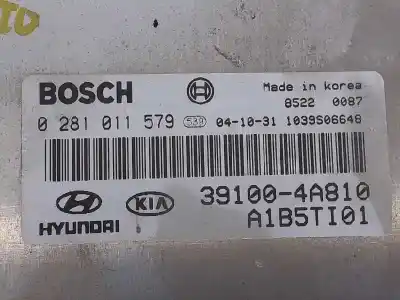 BOSCH
Made in korea
8522 0087
0 281 011 579 04-10-31 1039S06648
39100-4A810
HYUNDAI KIA A1B5TI01